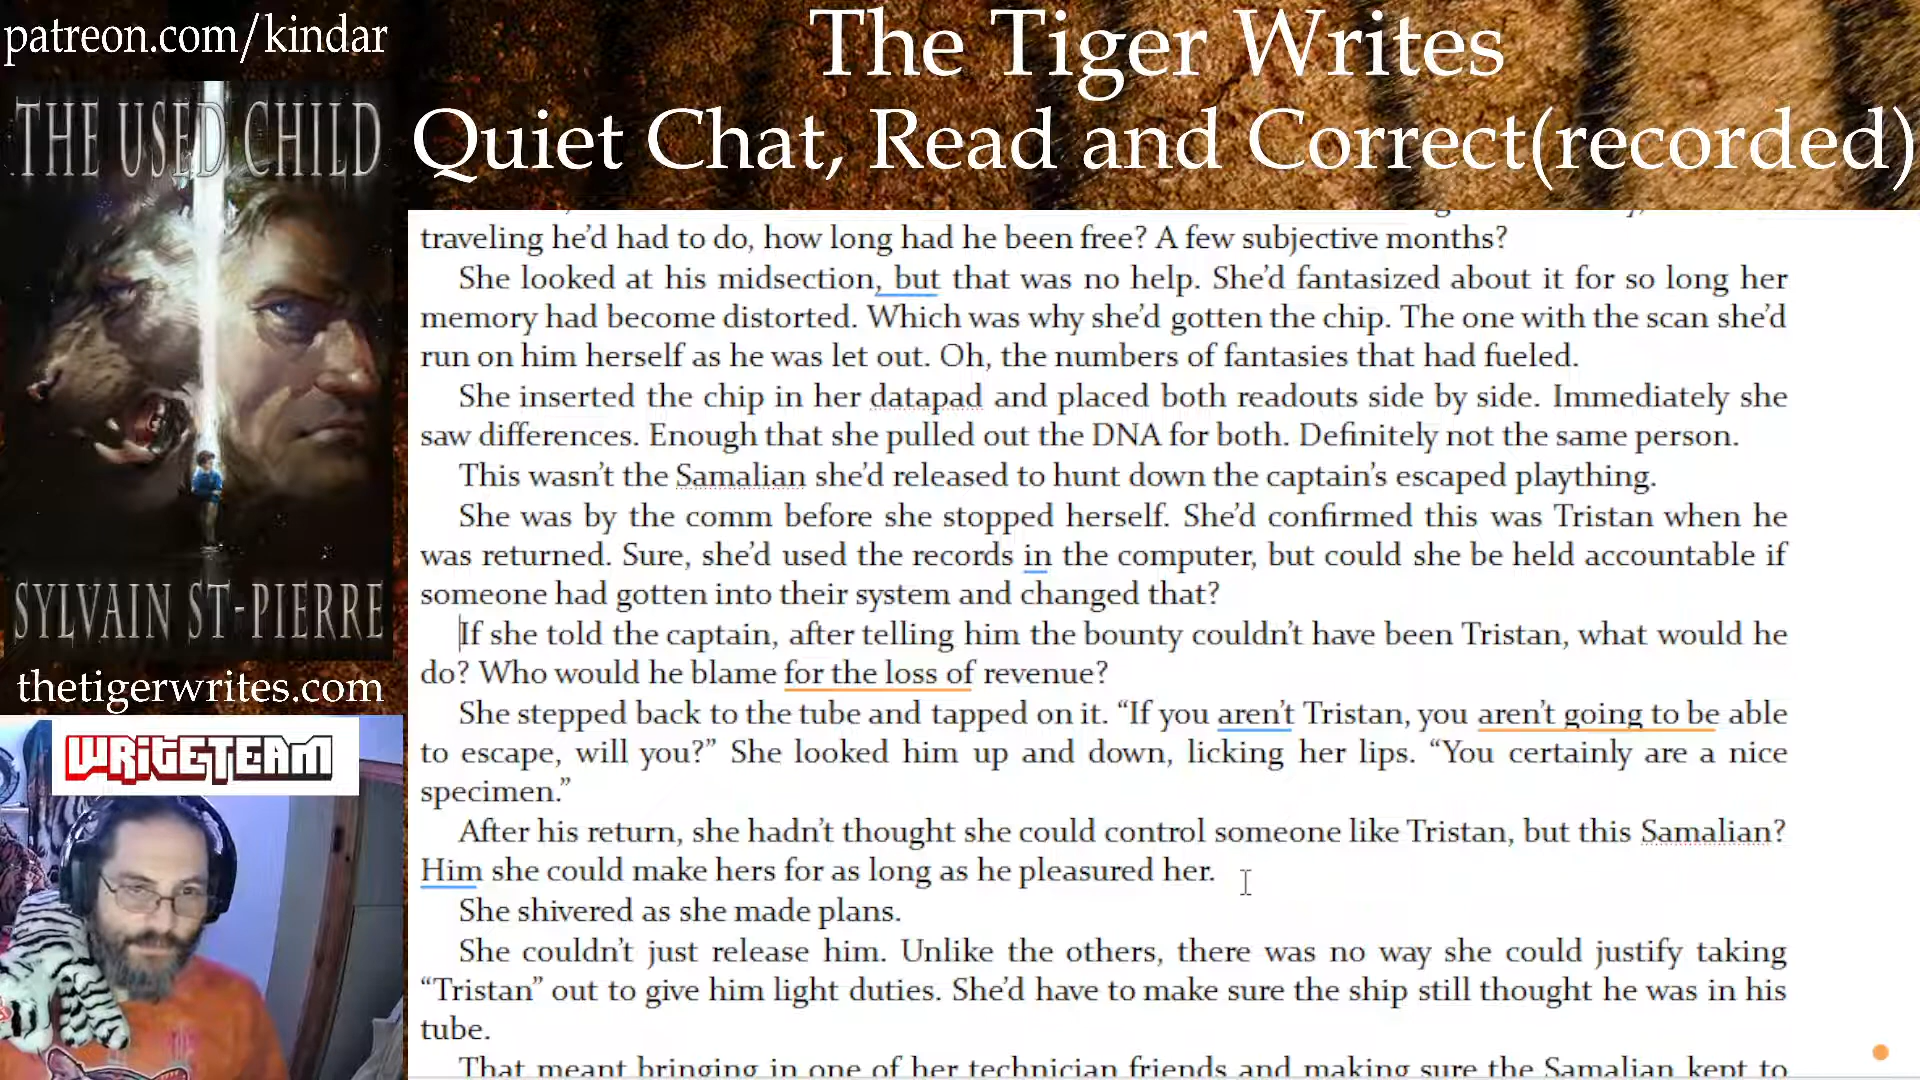 patreon.com/kindar
THE USED CHILD
SYLVAIN ST-PIERRE
thetigerwrites.com
WRITETEAM
The Tiger Writes
Quiet Chat, Read and Correct(recorded)
traveling he’d had to do, how long had he been free? A few subjective months?
She looked at his midsection, but that was no help. She’d fantasized about it for so long her
memory had become distorted. Which was why she’d gotten the chip. The one with the scan she’d
run on him herself as he was let out. Oh, the numbers of fantasies that had fueled.
She inserted the chip in her datapad and placed both readouts side by side. Immediately she
saw differences. Enough that she pulled out the DNA for both. Definitely not the same person.
This wasn’t the Samalian she’d released to hunt down the captain’s escaped plaything.
She was by the comm before she stopped herself. She’d confirmed this was Tristan when he
was returned. Sure, she’d used the records in the computer, but could she be held accountable if
someone had gotten into their system and changed that?
If she told the captain, after telling him the bounty couldn’t have been Tristan, what would he
do? Who would he blame for the loss of revenue?
She stepped back to the tube and tapped on it. “If you aren’t Tristan, you aren’t going to be able
to escape, will you?” She looked him up and down, licking her lips. “You certainly are a nice
specimen.”
After his return, she hadn’t thought she could control someone like Tristan, but this Samalian?
Him she could make hers for as long as he pleasured her.
She shivered as she made plans.
She couldn’t just release him. Unlike the others, there was no way she could justify taking
“Tristan” out to give him light duties. She’d have to make sure the ship still thought he was in his
tube.
That meant bringing in one of her technician friends and making sure the Samalian kept to